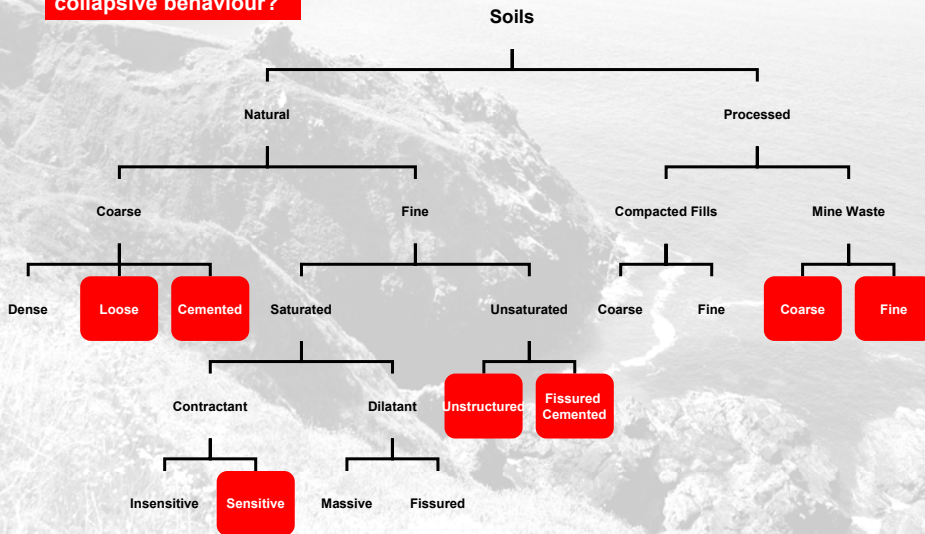 collapsive behaviour?
Soils
Natural
Processed
Coarse
Fine
Compacted Fills
Mine Waste
Dense
Loose
Cemented
Saturated
Unsaturated
Coarse
Fine
Coarse
Fine
Contractant
Dilatant
Unstructured
Fissured
Cemented
Insensitive
Sensitive
Massive
Fissured